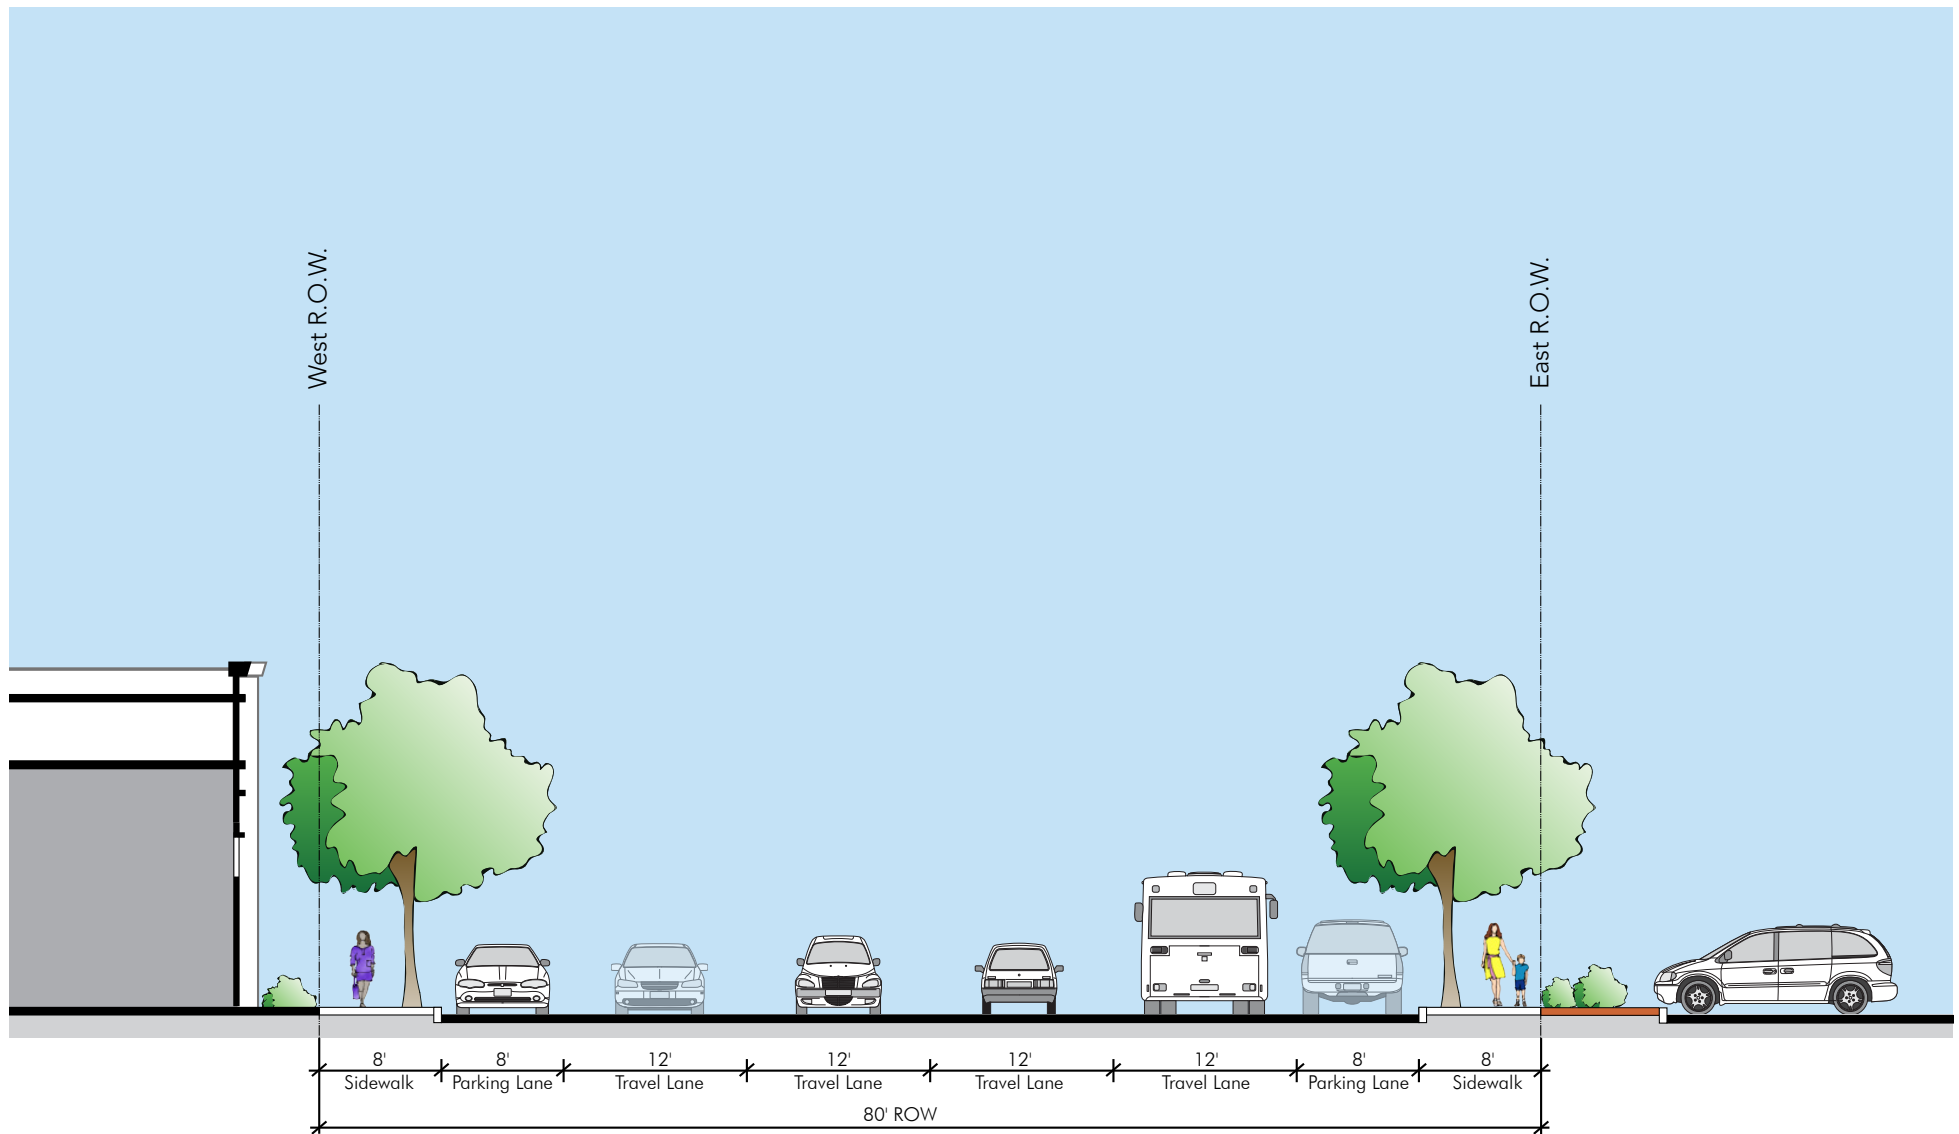 West R.O.W.
East R.O.W.
8' 8' 12' 12' 12' 12' 8' 8'
Sidewalk Parking Lane Travel Lane Travel Lane Travel Lane Travel Lane Parking Lane Sidewalk
80' ROW